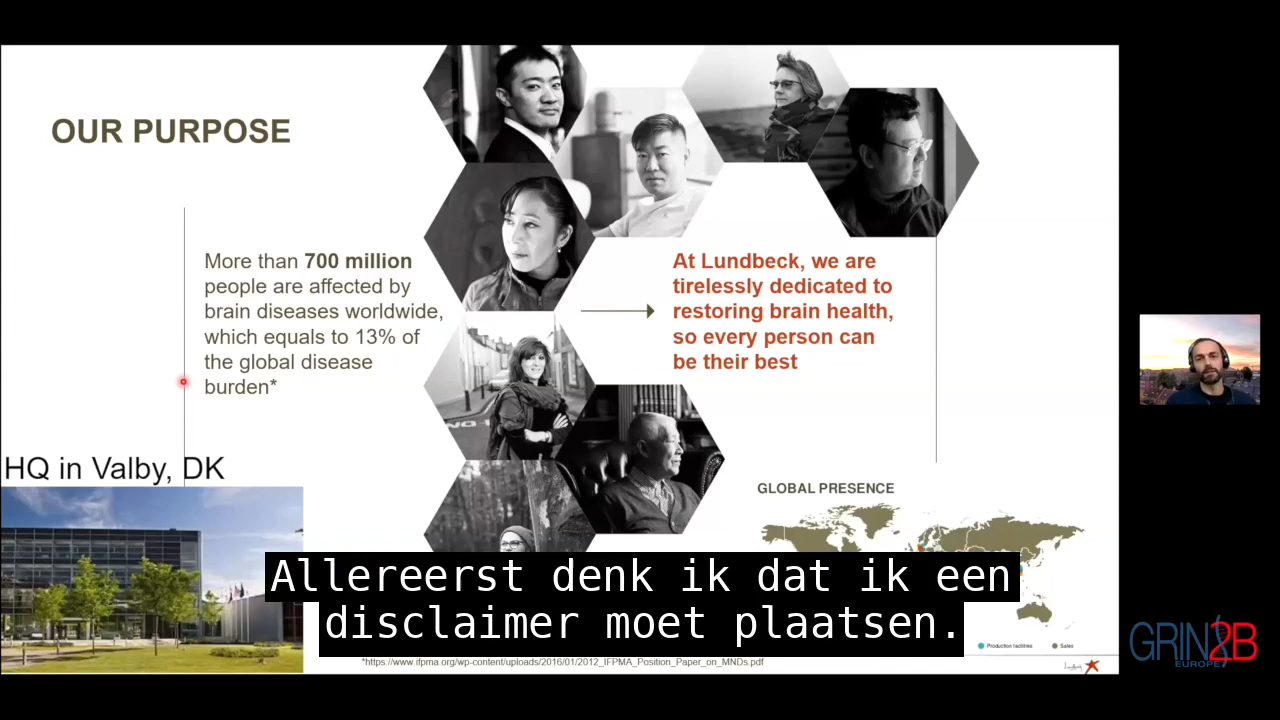 OUR PURPOSE
More than 700 million
people are affected by
brain diseases worldwide,
which equals to 13% of
the global disease
burden*
At Lundbeck, we are
tirelessly dedicated to
restoring brain health,
so every person can
be their best
HQ in Valby, DK
GLOBAL PRESENCE
Allereerst denk ik dat ik een
disclaimer moet plaatsen.
Production facilities
Sales
*https://www.ifpma.org/wp-content/uploads/2016/01/2012_IFPMA_Position_Paper_on_MNDs.pdf
Lundbeck
GRIN2B
EUROPE